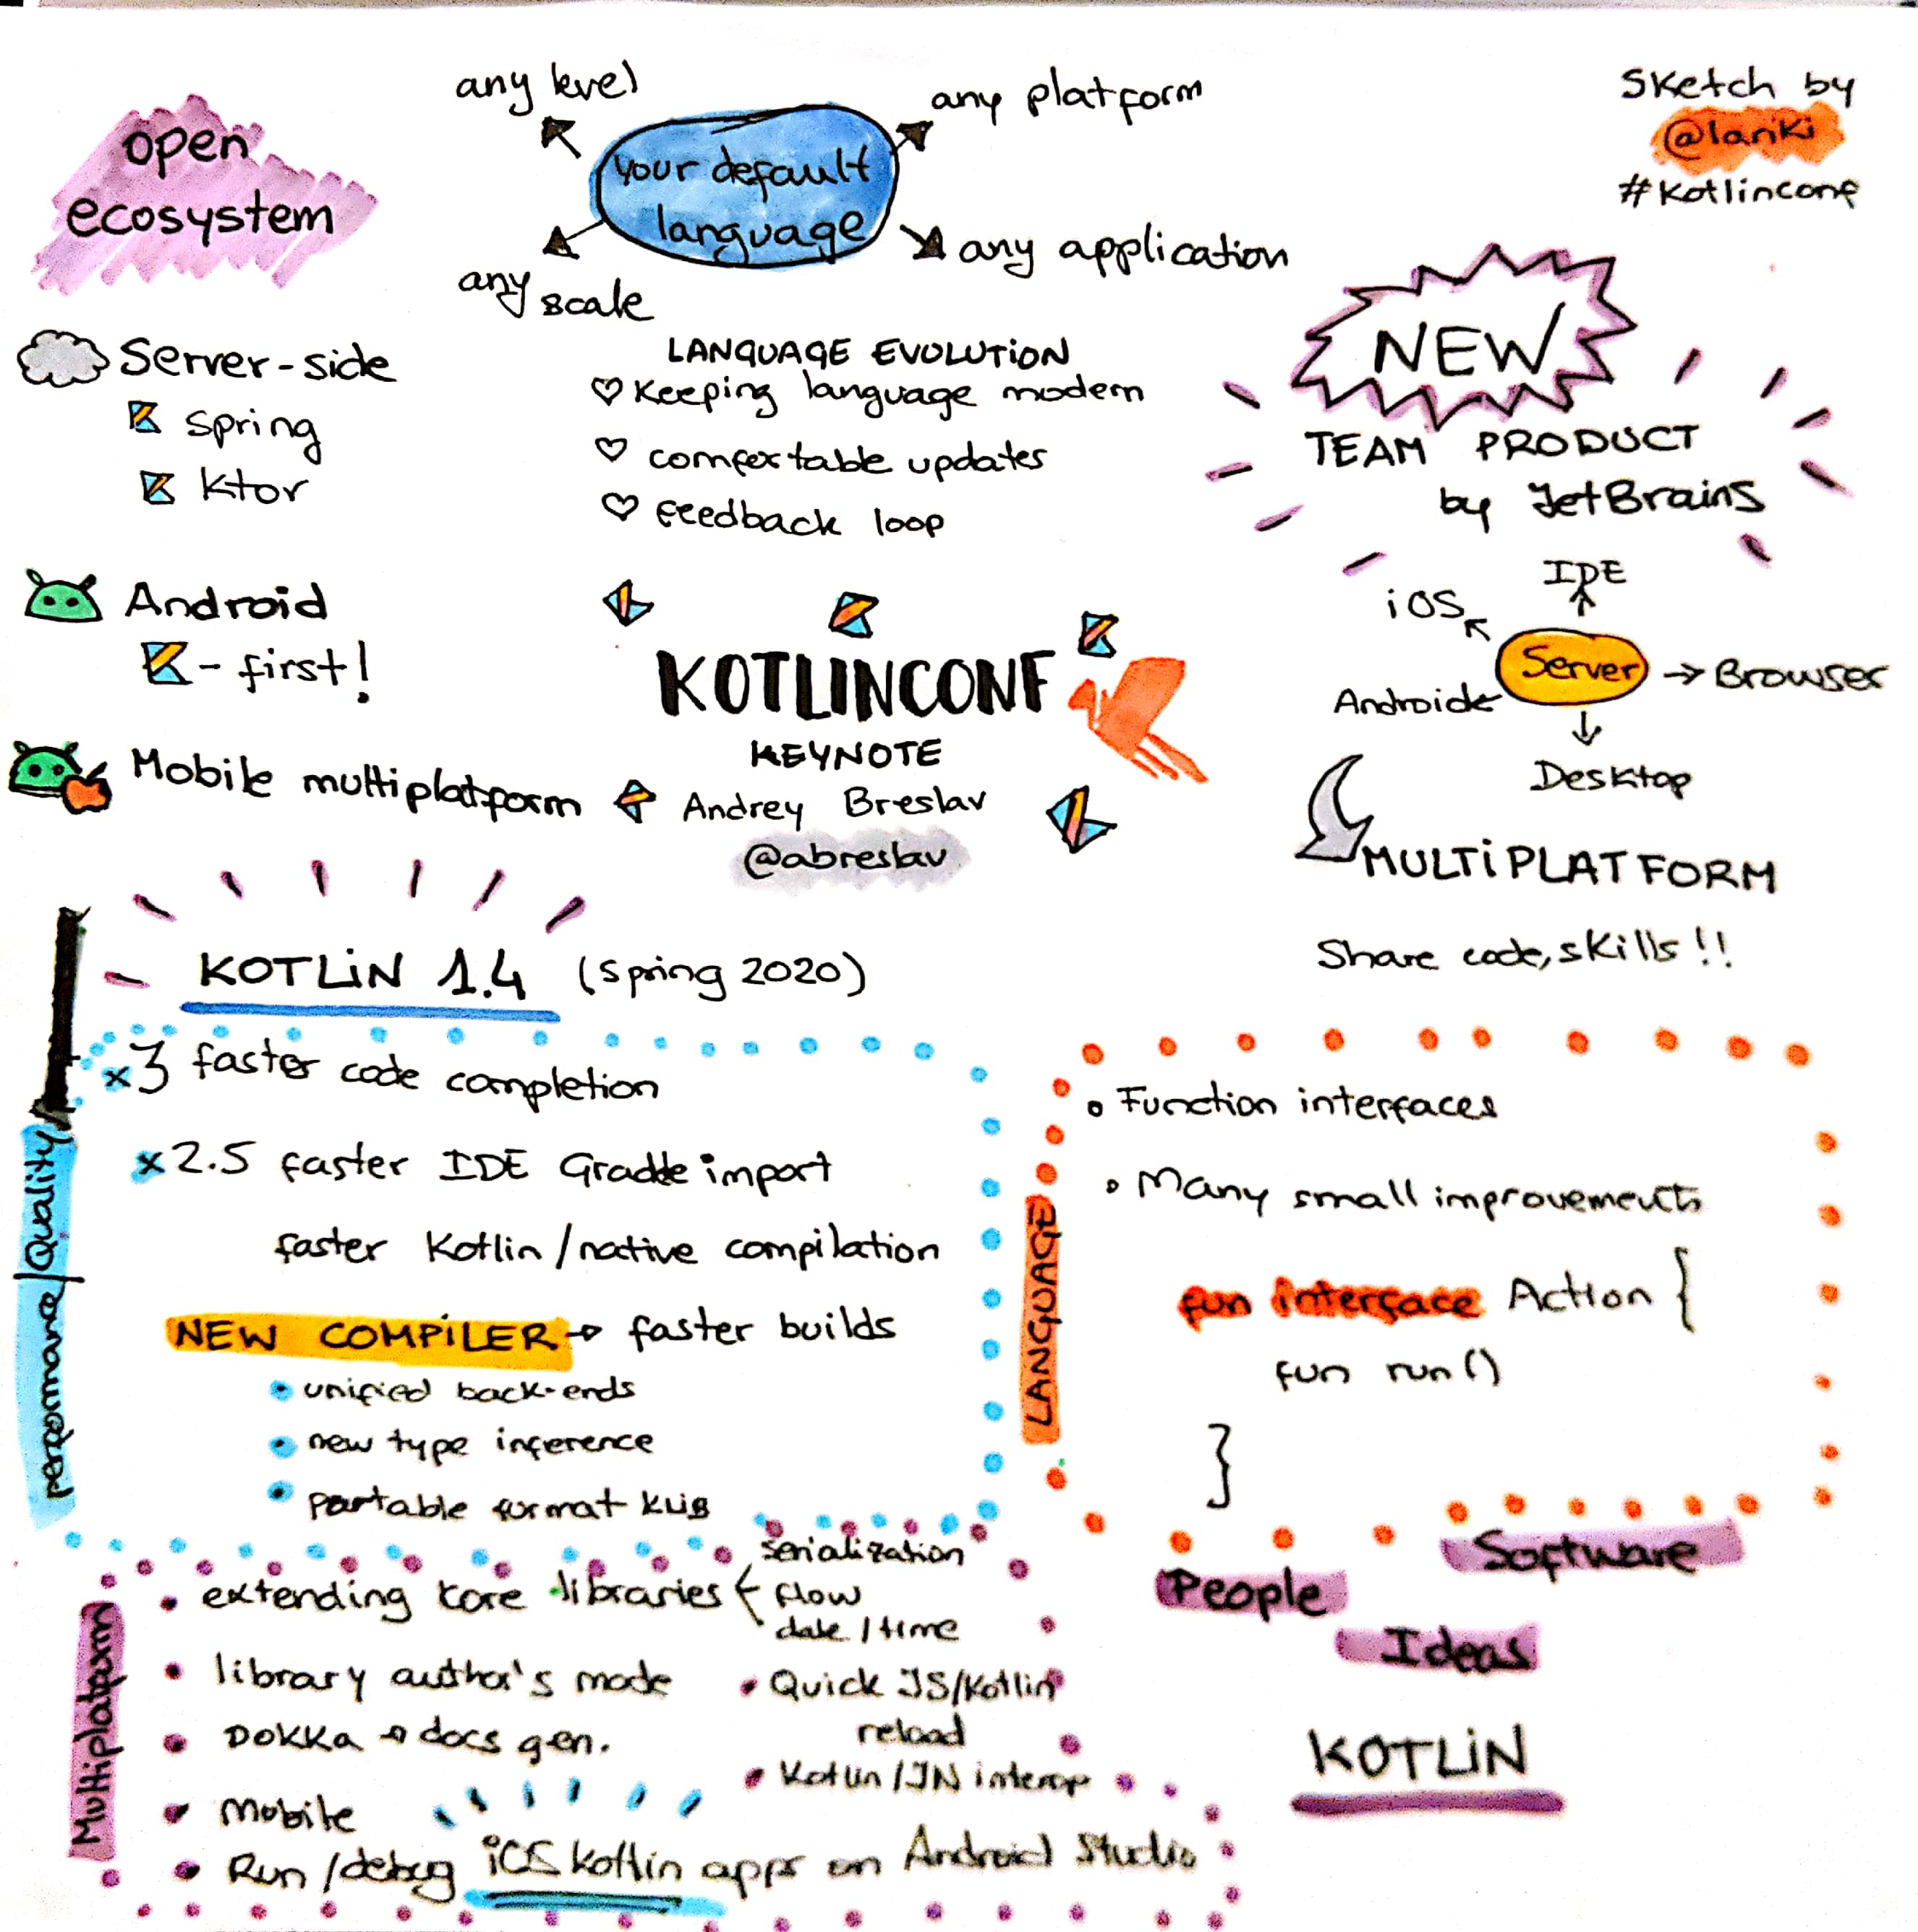 open
ecosystem
any level
any platform
your default
language
any
scale
any application
Sketch by
@lariki
#Kotlinconf
Server-side
spring
Ktor
Android
- first!
Mobile multiplatform
LANGUAGE EVOLUTION
Keeping language modern
comfortable updates
feedback loop
KOTLINCONF
KEYNOTE
Andrey Breslav
@abreslav
NEW
TEAM PRODUCT
by JetBrains
IDE
iOS
Server → Browser
Android
Desktop
MULTIPLATFORM
Share code, skills!!
KOTLIN 1.4 (spring 2020)
performance/Quality
x3 faster code completion
x2.5 faster IDE Gradle import
faster Kotlin/native compilation
NEW COMPILER → faster builds
• unified back-ends
• new type inference
• portable format KLIB
LANGUAGE
• Function interfaces
• Many small improvements
fun interface Action {
fun run()
}
Multiplatform
• extending core libraries
serialization
flow
date/time
• library author's mode
• DOKKA → docs gen.
• Mobile
• Run/debug iOS kotlin apps on Android Studio
• Quick JS/Kotlin
reload
• Kotlin/JN interop
Software
People
Ideas
KOTLIN